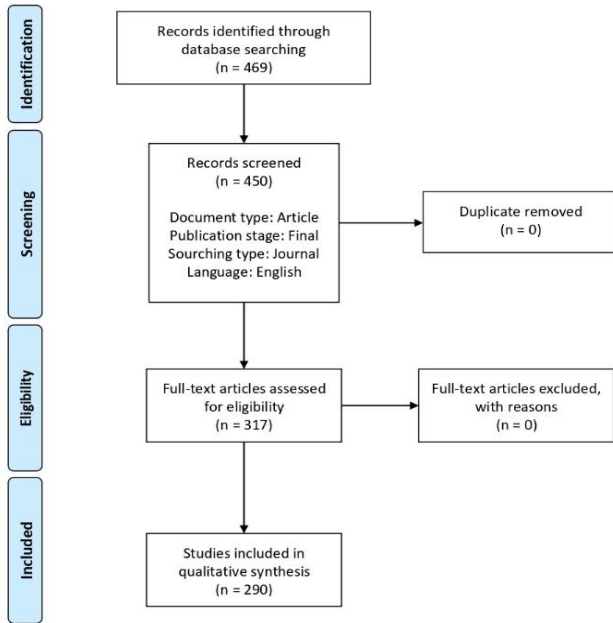 Identification
Records identified through
database searching
(n = 469)
Screening
Records screened
(n = 450)
Document type: Article
Publication stage: Final
Sourching type: Journal
Language: English
Duplicate removed
(n = 0)
Eligibility
Full-text articles assessed
for eligibility
(n = 317)
Full-text articles excluded,
with reasons
(n = 0)
Included
Studies included in
qualitative synthesis
(n = 290)